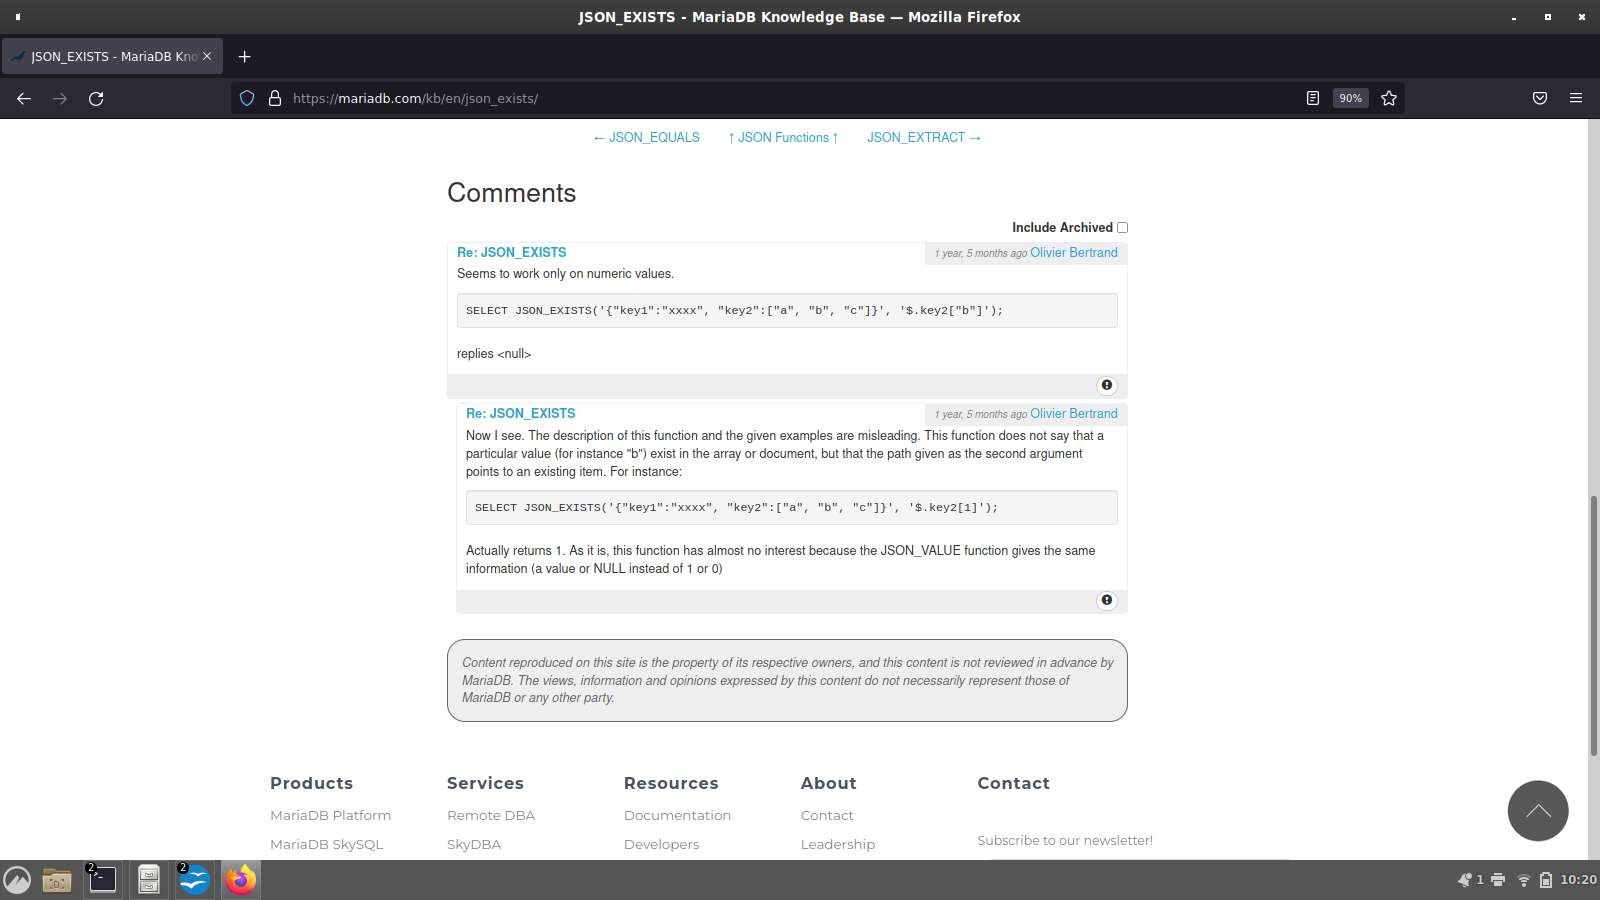 JSON_EXISTS - MariaDB Knowledge Base — Mozilla Firefox
JSON_EXISTS - MariaDB Kno
https://mariadb.com/kb/en/json_exists/
90%
← JSON_EQUALS ↑ JSON Functions ↑ JSON_EXTRACT →
Comments
Include Archived
Re: JSON_EXISTS 1 year, 5 months ago Olivier Bertrand
Seems to work only on numeric values.
SELECT JSON_EXISTS('{"key1":"xxxx", "key2":["a", "b", "c"]}', '$.key2["b"]');
replies <null>
Re: JSON_EXISTS 1 year, 5 months ago Olivier Bertrand
Now I see. The description of this function and the given examples are misleading. This function does not say that a
particular value (for instance "b") exist in the array or document, but that the path given as the second argument
points to an existing item. For instance:
SELECT JSON_EXISTS('{"key1":"xxxx", "key2":["a", "b", "c"]}', '$.key2[1]');
Actually returns 1. As it is, this function has almost no interest because the JSON_VALUE function gives the same
information (a value or NULL instead of 1 or 0)
Content reproduced on this site is the property of its respective owners, and this content is not reviewed in advance by
MariaDB. The views, information and opinions expressed by this content do not necessarily represent those of
MariaDB or any other party.
Products Services Resources About Contact
MariaDB Platform Remote DBA Documentation Contact
Subscribe to our newsletter!
MariaDB SkySQL SkyDBA Developers Leadership
2 2 1 10:20